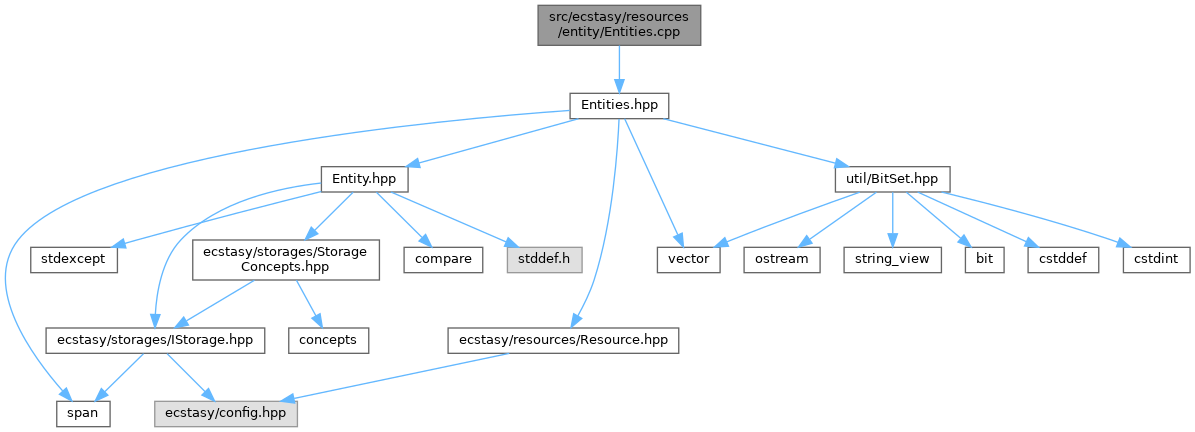 src/ecstasy/resources
/entity/Entities.cpp
Entities.hpp
Entity.hpp
util/BitSet.hpp
stdexcept
ecstasy/storages/Storage
Concepts.hpp
compare
stddef.h
vector
ostream
string_view
bit
cstddef
cstdint
ecstasy/storages/IStorage.hpp
concepts
ecstasy/resources/Resource.hpp
span
ecstasy/config.hpp